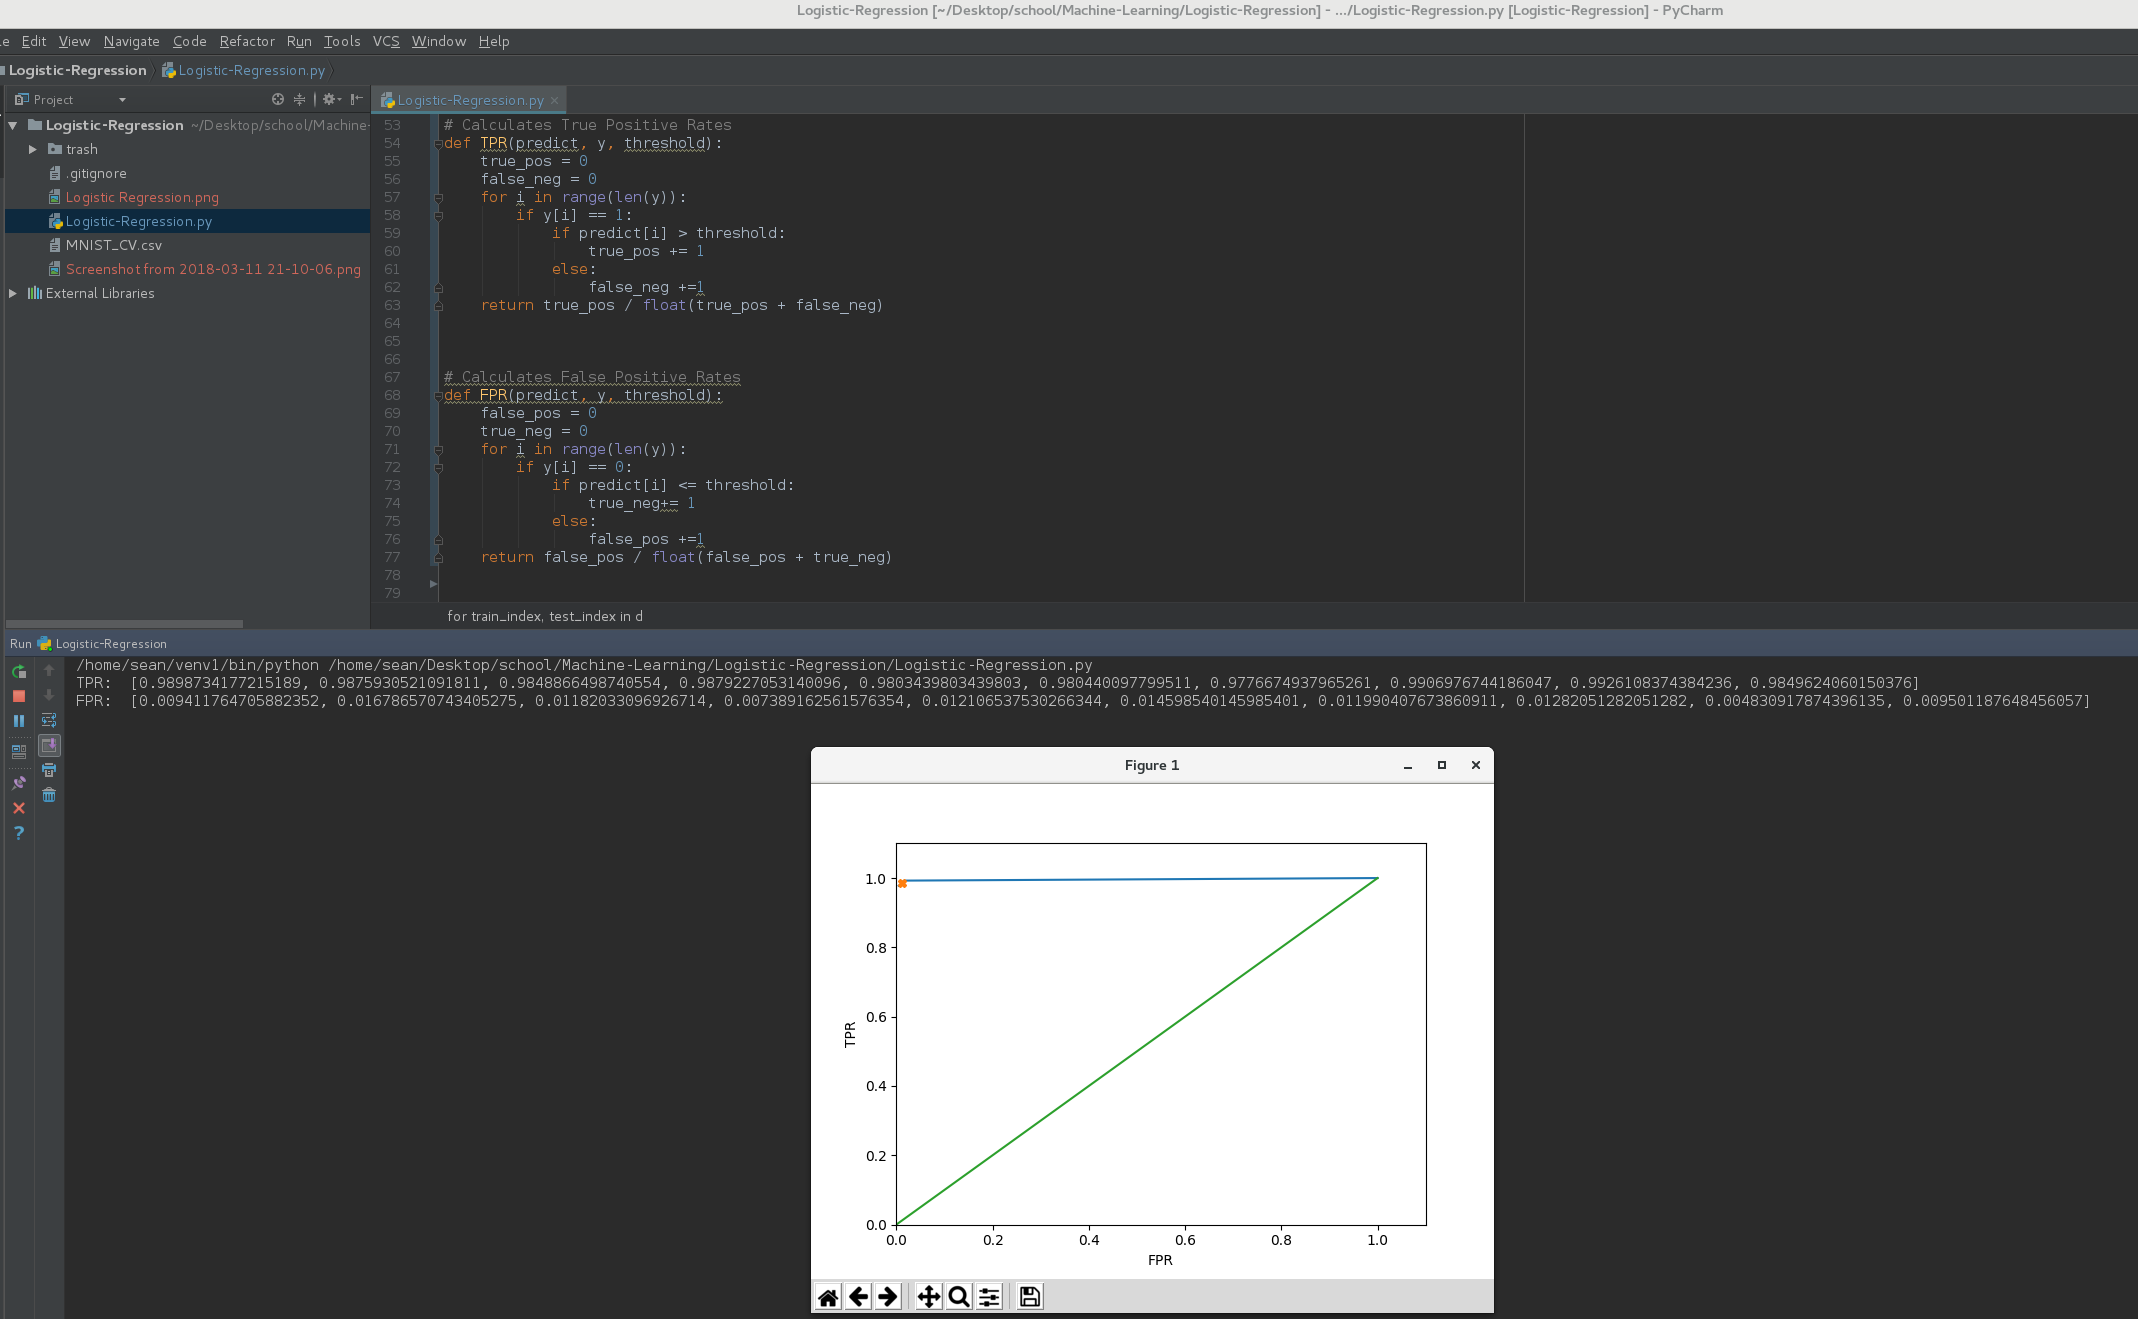 Logistic-Regression [~/Desktop/school/Machine-Learning/Logistic-Regression] - .../Logistic-Regression.py [Logistic-Regression] - PyCharm
e Edit View Navigate Code Refactor Run Tools VCS Window Help
Logistic-Regression Logistic-Regression.py
Project
Logistic-Regression ~/Desktop/school/Machine-
trash
.gitignore
Logistic Regression.png
Logistic-Regression.py
MNIST_CV.csv
Screenshot from 2018-03-11 21-10-06.png
External Libraries
Logistic-Regression.py
53 # Calculates True Positive Rates
54 def TPR(predict, y, threshold):
55 true_pos = 0
56 false_neg = 0
57 for i in range(len(y)):
58 if y[i] == 1:
59 if predict[i] > threshold:
60 true_pos += 1
61 else:
62 false_neg +=1
63 return true_pos / float(true_pos + false_neg)
64
65
66
67 # Calculates False Positive Rates
68 def FPR(predict, y, threshold):
69 false_pos = 0
70 true_neg = 0
71 for i in range(len(y)):
72 if y[i] == 0:
73 if predict[i] <= threshold:
74 true_neg+= 1
75 else:
76 false_pos +=1
77 return false_pos / float(false_pos + true_neg)
78
79
for train_index, test_index in d
Run Logistic-Regression
/home/sean/venv1/bin/python /home/sean/Desktop/school/Machine-Learning/Logistic-Regression/Logistic-Regression.py
TPR: [0.9898734177215189, 0.9875930521091811, 0.9848866498740554, 0.9879227053140096, 0.9803439803439803, 0.980440097799511, 0.9776674937965261, 0.9906976744186047, 0.9926108374384236, 0.9849624060150376]
FPR: [0.009411764705882352, 0.016786570743405275, 0.01182033096926714, 0.007389162561576354, 0.012106537530266344, 0.014598540145985401, 0.011990407673860911, 0.01282051282051282, 0.004830917874396135, 0.009501187648456057]
Figure 1
1.0
0.8
0.6
0.4
0.2
0.0
TPR
0.0 0.2 0.4 0.6 0.8 1.0
FPR